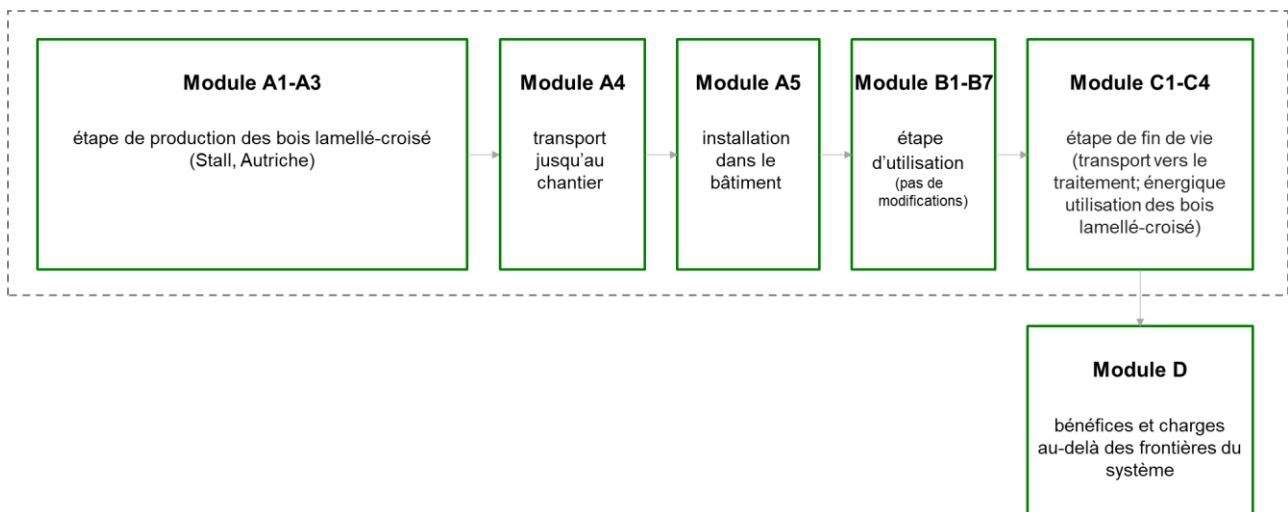 Module A1-A3
étape de production des bois lamellé-croisé
(Stall, Autriche)
Module A4
transport
jusqu'au
chantier
Module A5
installation
dans le
bâtiment
Module B1-B7
étape
d'utilisation
(pas de
modifications)
Module C1-C4
étape de fin de vie
(transport vers le
traitement; énergique
utilisation des bois
lamellé-croisé)
Module D
bénéfices et charges
au-delà des frontières du
système